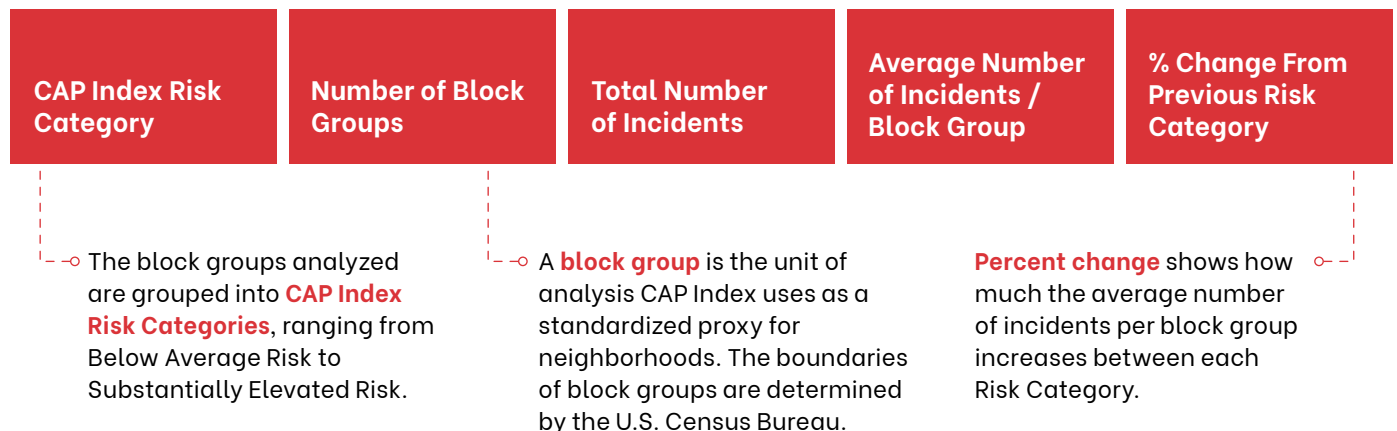 CAP Index Risk
Category
Number of Block
Groups
Total Number
of Incidents
Average Number
of Incidents /
Block Group
% Change From
Previous Risk
Category
The block groups analyzed
are grouped into CAP Index
Risk Categories, ranging from
Below Average Risk to
Substantially Elevated Risk.
A block group is the unit of
analysis CAP Index uses as a
standardized proxy for
neighborhoods. The boundaries
of block groups are determined
by the U.S. Census Bureau.
Percent change shows how
much the average number
of incidents per block group
increases between each
Risk Category.